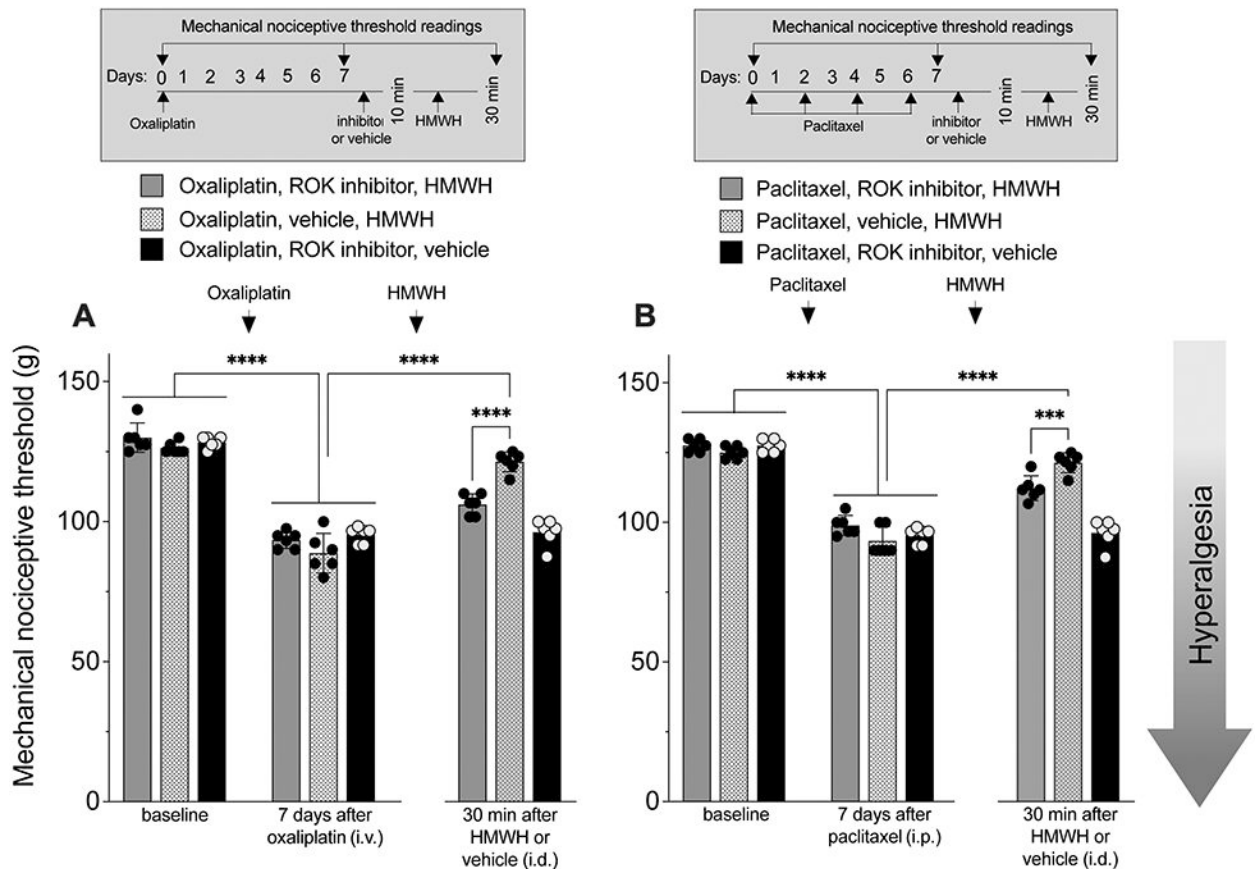 Mechanical nociceptive threshold readings
Days: 0 1 2 3 4 5 6 7
10 min
30 min
Oxaliplatin
inhibitor
or vehicle
HMWH
Oxaliplatin, ROK inhibitor, HMWH
Oxaliplatin, vehicle, HMWH
Oxaliplatin, ROK inhibitor, vehicle
Mechanical nociceptive threshold readings
Days: 0 1 2 3 4 5 6 7
10 min
30 min
Paclitaxel
inhibitor
or vehicle
HMWH
Paclitaxel, ROK inhibitor, HMWH
Paclitaxel, vehicle, HMWH
Paclitaxel, ROK inhibitor, vehicle
A
Oxaliplatin
HMWH
Mechanical nociceptive threshold (g)
150
100
50
0
****
****
****
baseline
7 days after
oxaliplatin (i.v.)
30 min after
HMWH or
vehicle (i.d.)
B
Paclitaxel
HMWH
150
100
50
0
****
****
***
baseline
7 days after
paclitaxel (i.p.)
30 min after
HMWH or
vehicle (i.d.)
Hyperalgesia